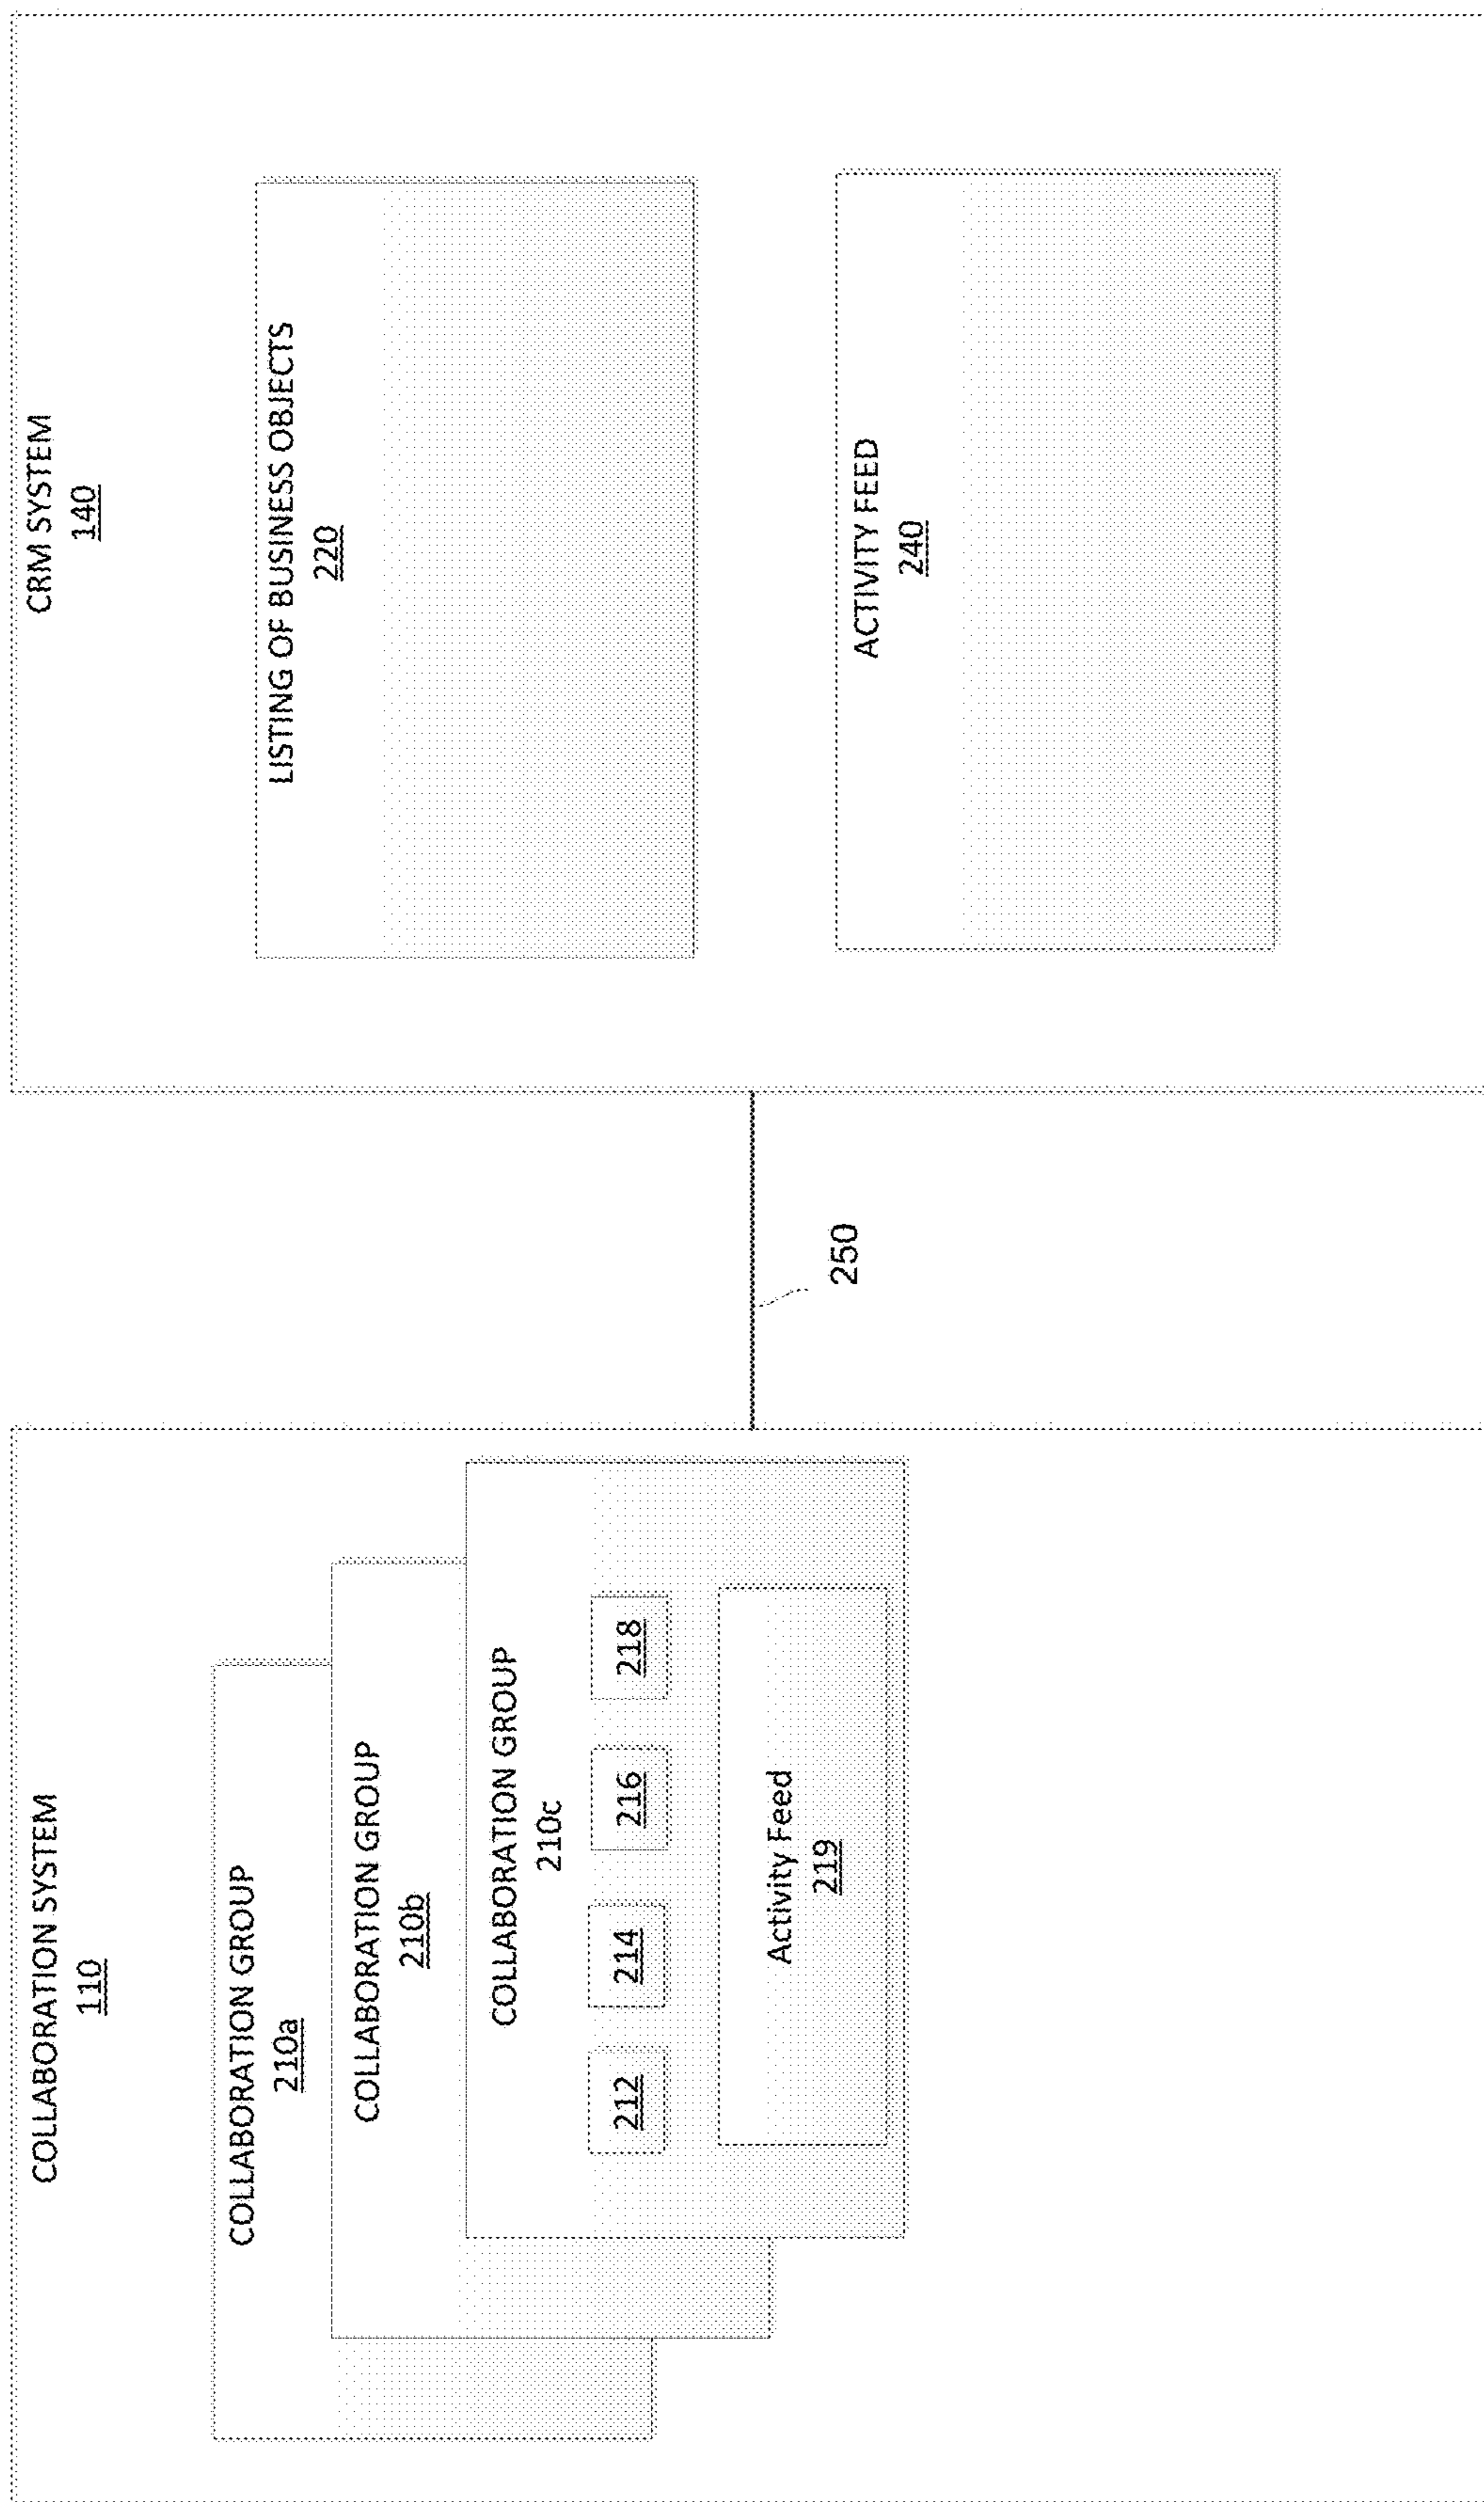 COLLABORATION SYSTEM
110
COLLABORATION GROUP
210a
COLLABORATION GROUP
210b
COLLABORATION GROUP
210c
212
214
216
218
Activity Feed
219
250
CRM SYSTEM
140
LISTING OF BUSINESS OBJECTS
220
ACTIVITY FEED
240